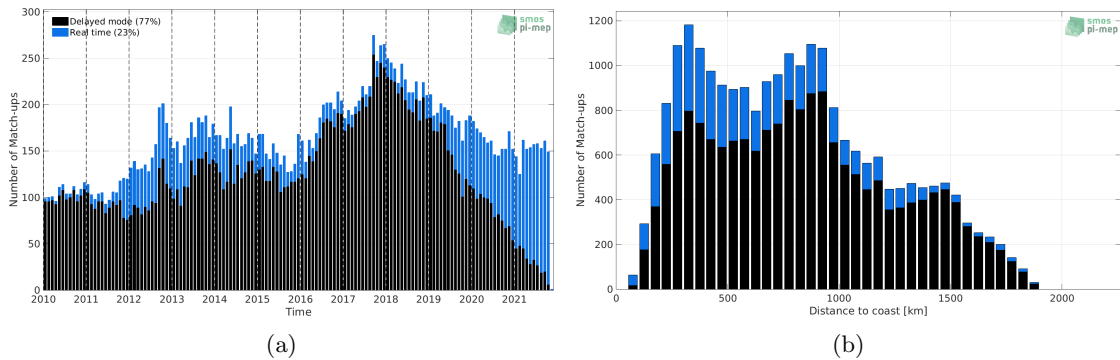 Delayed mode (77%)
Real time (23%)
smos
pi-mep
300
250
200
150
100
50
0
Number of Match-ups
2010 2011 2012 2013 2014 2015 2016 2017 2018 2019 2020 2021
Time
(a)
smos
pi-mep
1200
1000
800
600
400
200
0
Number of Match-ups
0 500 1000 1500 2000
Distance to coast [km]
(b)